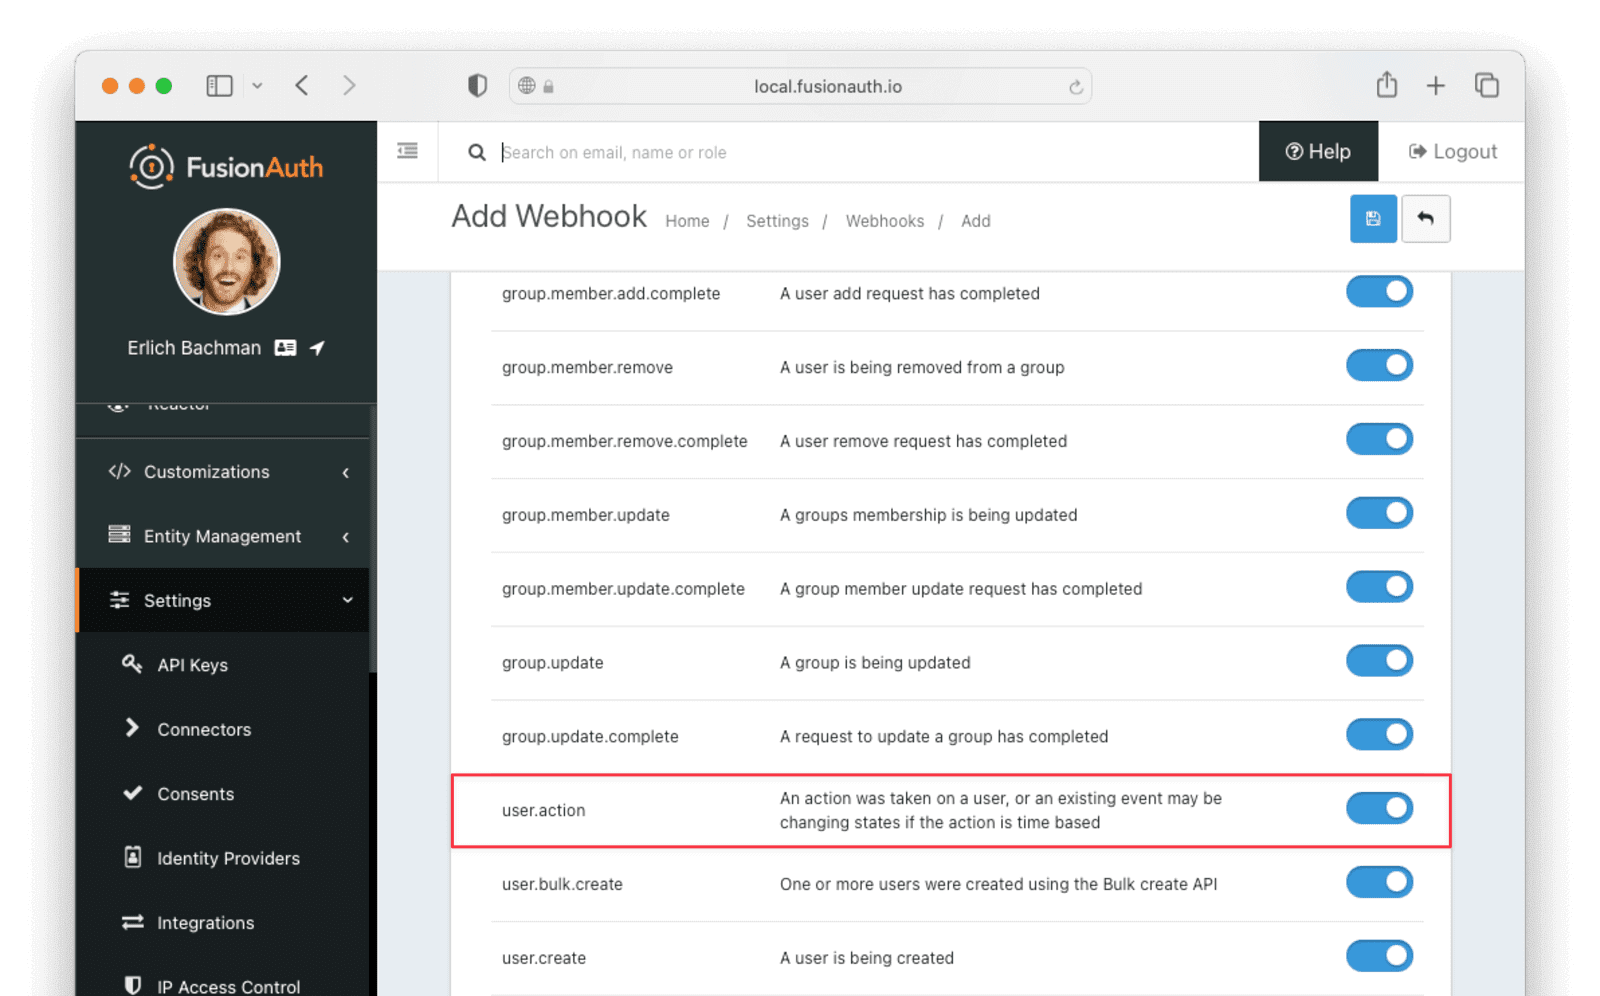 local.fusionauth.io
FusionAuth
Search on email, name or role
Help
Logout
Add Webhook
Home / Settings / Webhooks / Add
Erlich Bachman
Reactor
Customizations
Entity Management
Settings
API Keys
Connectors
Consents
Identity Providers
Integrations
IP Access Control
group.member.add.complete A user add request has completed
group.member.remove A user is being removed from a group
group.member.remove.complete A user remove request has completed
group.member.update A groups membership is being updated
group.member.update.complete A group member update request has completed
group.update A group is being updated
group.update.complete A request to update a group has completed
user.action An action was taken on a user, or an existing event may be
changing states if the action is time based
user.bulk.create One or more users were created using the Bulk create API
user.create A user is being created